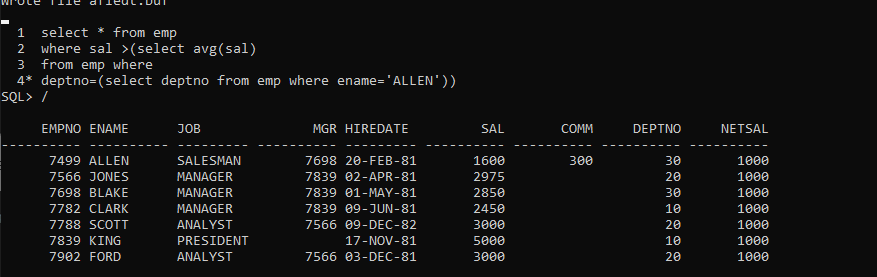 Wrote file afiedt.buf
1 select * from emp
2 where sal >(select avg(sal)
3 from emp where
4* deptno=(select deptno from emp where ename='ALLEN'))
SQL> /
EMPNO ENAME JOB MGR HIREDATE SAL COMM DEPTNO NETSAL
---------- ---------- --------- ---------- --------- ---------- ---------- ---------- ----------
7499 ALLEN SALESMAN 7698 20-FEB-81 1600 300 30 1000
7566 JONES MANAGER 7839 02-APR-81 2975 20 1000
7698 BLAKE MANAGER 7839 01-MAY-81 2850 30 1000
7782 CLARK MANAGER 7839 09-JUN-81 2450 10 1000
7788 SCOTT ANALYST 7566 09-DEC-82 3000 20 1000
7839 KING PRESIDENT 17-NOV-81 5000 10 1000
7902 FORD ANALYST 7566 03-DEC-81 3000 20 1000